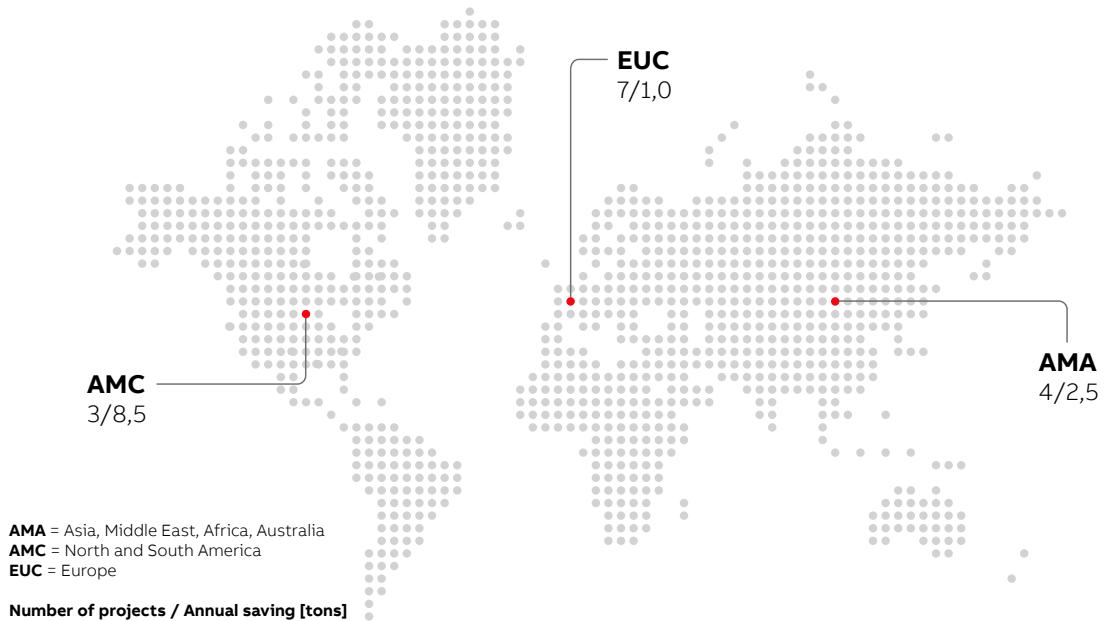 EUC
7/1,0
AMC
3/8,5
AMA
4/2,5
AMA = Asia, Middle East, Africa, Australia
AMC = North and South America
EUC = Europe
Number of projects / Annual saving [tons]